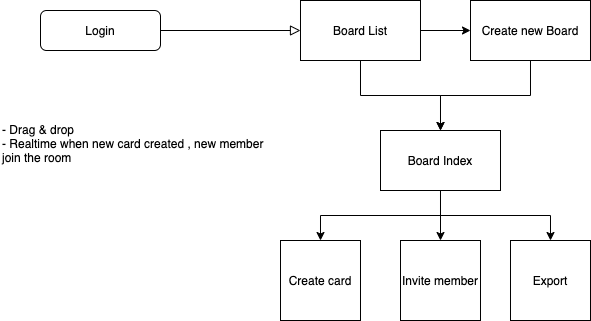 Login
Board List
Create new Board
- Drag & drop
- Realtime when new card created , new member
join the room
Board Index
Create card
Invite member
Export